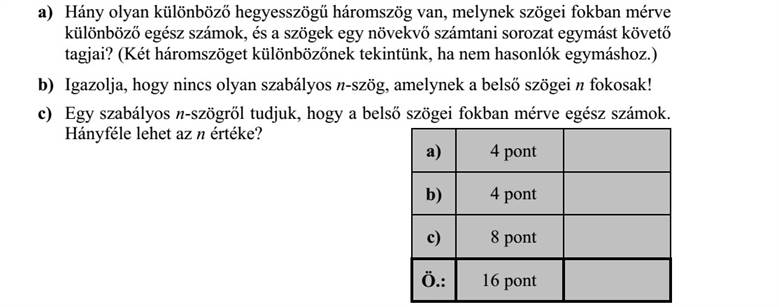 a) Hány olyan különböző hegyesszögű háromszög van, melynek szögei fokban mérve
különböző egész számok, és a szögek egy növekvő számtani sorozat egymást követő
tagjai? (Két háromszöget különbözőnek tekintünk, ha nem hasonlók egymáshoz.)
b) Igazolja, hogy nincs olyan szabályos n-szög, amelynek a belső szögei n fokosak!
c) Egy szabályos n-szögről tudjuk, hogy a belső szögei fokban mérve egész számok.
Hányféle lehet az n értéke?
a) 4 pont
b) 4 pont
c) 8 pont
Ö.: 16 pont